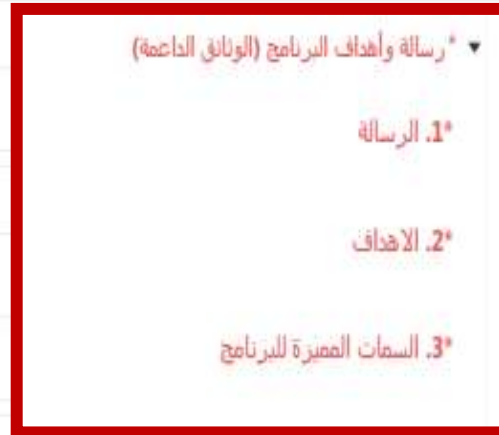 * رسالة وأهداف البرنامج (الوثائق الداعمة)
*1. الرسالة
*2. الاهداف
*3. السمات المميزة للبرنامج